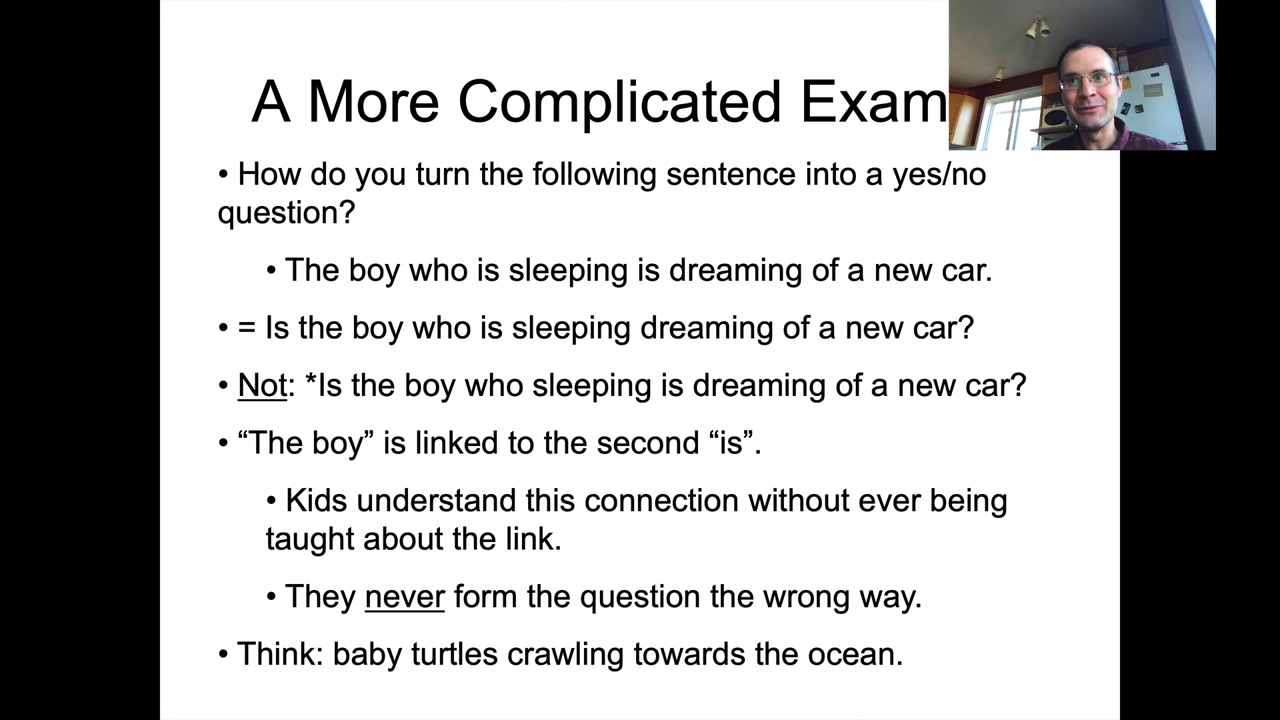 A More Complicated Exam
• How do you turn the following sentence into a yes/no
question?
• The boy who is sleeping is dreaming of a new car.
• = Is the boy who is sleeping dreaming of a new car?
• Not: *Is the boy who sleeping is dreaming of a new car?
• “The boy” is linked to the second “is”.
• Kids understand this connection without ever being
taught about the link.
• They never form the question the wrong way.
• Think: baby turtles crawling towards the ocean.